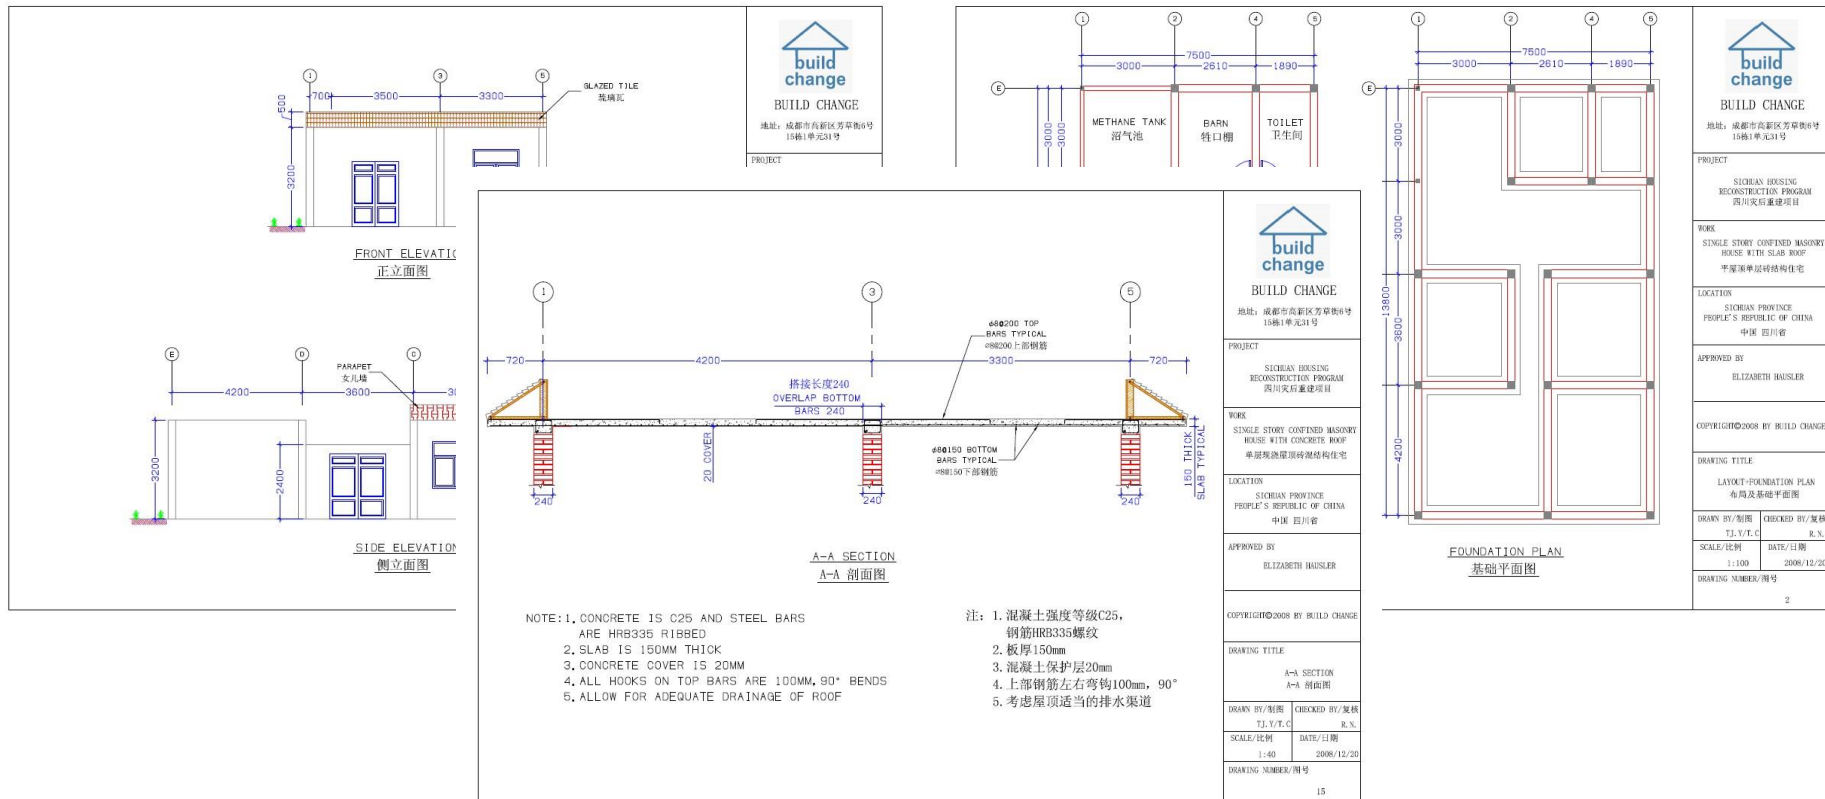 1
3
5
700
3500
3300
500
3200
GLAZED TILE
琉璃瓦
FRONT ELEVATIO
正立面图
E
D
C
4200
3600
PARAPET
女儿墙
3200
2400
SIDE ELEVATION
侧立面图
build
change
BUILD CHANGE
地址：成都市高新区芳草街6号
15栋1单元31号
PROJECT
1
2
4
5
7500
3000
2610
1890
E
3000
3000
METHANE TANK
沼气池
BARN
牲口棚
TOILET
卫生间
1
2
4
5
7500
3000
2610
1890
E
3000
3000
13800
3600
4200
FOUNDATION PLAN
基础平面图
build
change
BUILD CHANGE
地址：成都市高新区芳草街6号
15栋1单元31号
PROJECT
SICHUAN HOUSING
RECONSTRUCTION PROGRAM
四川灾后重建项目
WORK
SINGLE STORY CONFINED MASONRY
HOUSE WITH SLAB ROOF
平屋顶单层砖结构住宅
LOCATION
SICHUAN PROVINCE
PEOPLE'S REPUBLIC OF CHINA
中国 四川省
APPROVED BY
ELIZABETH HAUSLER
COPYRIGHT©2008 BY BUILD CHANGE
DRAWING TITLE
LAYOUT+FOUNDATION PLAN
布局及基础平面图
DRAWN BY/制图
CHECKED BY/复核
TJ.Y/T.C
R.N.
SCALE/比例
DATE/日期
1:100
2008/12/20
DRAWING NUMBER/图号
2
1
3
5
720
4200
3300
720
ø8@200 TOP
BARS TYPICAL
ø8@200上部钢筋
搭接长度240
OVERLAP BOTTOM
BARS 240
20 COVER
ø8@150 BOTTOM
BARS TYPICAL
ø8@150下部钢筋
150 THICK
SLAB TYPICAL
240
240
240
A-A SECTION
A-A 剖面图
NOTE: 1. CONCRETE IS C25 AND STEEL BARS
ARE HRB335 RIBBED
2. SLAB IS 150MM THICK
3. CONCRETE COVER IS 20MM
4. ALL HOOKS ON TOP BARS ARE 100MM, 90° BENDS
5. ALLOW FOR ADEQUATE DRAINAGE OF ROOF
注：1. 混凝土强度等级C25，
钢筋HRB335螺纹
2. 板厚150mm
3. 混凝土保护层20mm
4. 上部钢筋左右弯钩100mm，90°
5. 考虑屋顶适当的排水渠道
build
change
BUILD CHANGE
地址：成都市高新区芳草街6号
15栋1单元31号
PROJECT
SICHUAN HOUSING
RECONSTRUCTION PROGRAM
四川灾后重建项目
WORK
SINGLE STORY CONFINED MASONRY
HOUSE WITH CONCRETE ROOF
单层现浇屋顶砖混结构住宅
LOCATION
SICHUAN PROVINCE
PEOPLE'S REPUBLIC OF CHINA
中国 四川省
APPROVED BY
ELIZABETH HAUSLER
COPYRIGHT©2008 BY BUILD CHANGE
DRAWING TITLE
A-A SECTION
A-A 剖面图
DRAWN BY/制图
CHECKED BY/复核
TJ.Y/T.C
R.N.
SCALE/比例
DATE/日期
1:40
2008/12/20
DRAWING NUMBER/图号
15